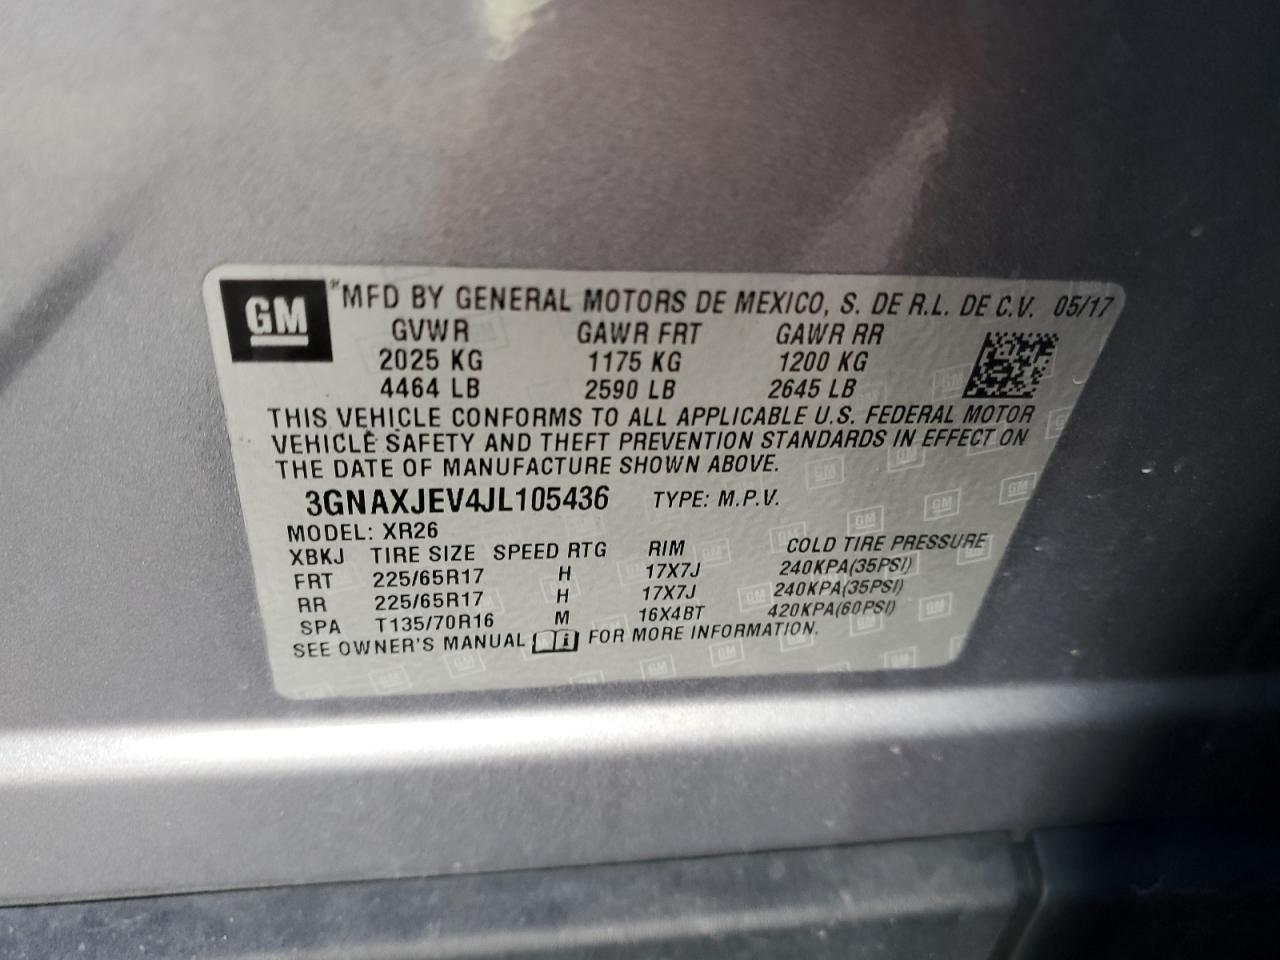 GM
MFD BY GENERAL MOTORS DE MEXICO, S. DE R.L. DE C.V. 05/17
GVWR GAWR FRT GAWR RR
2025 KG 1175 KG 1200 KG
4464 LB 2590 LB 2645 LB
THIS VEHICLE CONFORMS TO ALL APPLICABLE U.S. FEDERAL MOTOR
VEHICLE SAFETY AND THEFT PREVENTION STANDARDS IN EFFECT ON
THE DATE OF MANUFACTURE SHOWN ABOVE.
3GNAXJEV4JL105436 TYPE: M.P.V.
MODEL: XR26
XBKJ TIRE SIZE SPEED RTG RIM COLD TIRE PRESSURE
FRT 225/65R17 H 17X7J 240KPA(35PSI)
RR 225/65R17 H 17X7J 240KPA(35PSI)
SPA T135/70R16 M 16X4BT 420KPA(60PSI)
SEE OWNER'S MANUAL FOR MORE INFORMATION.